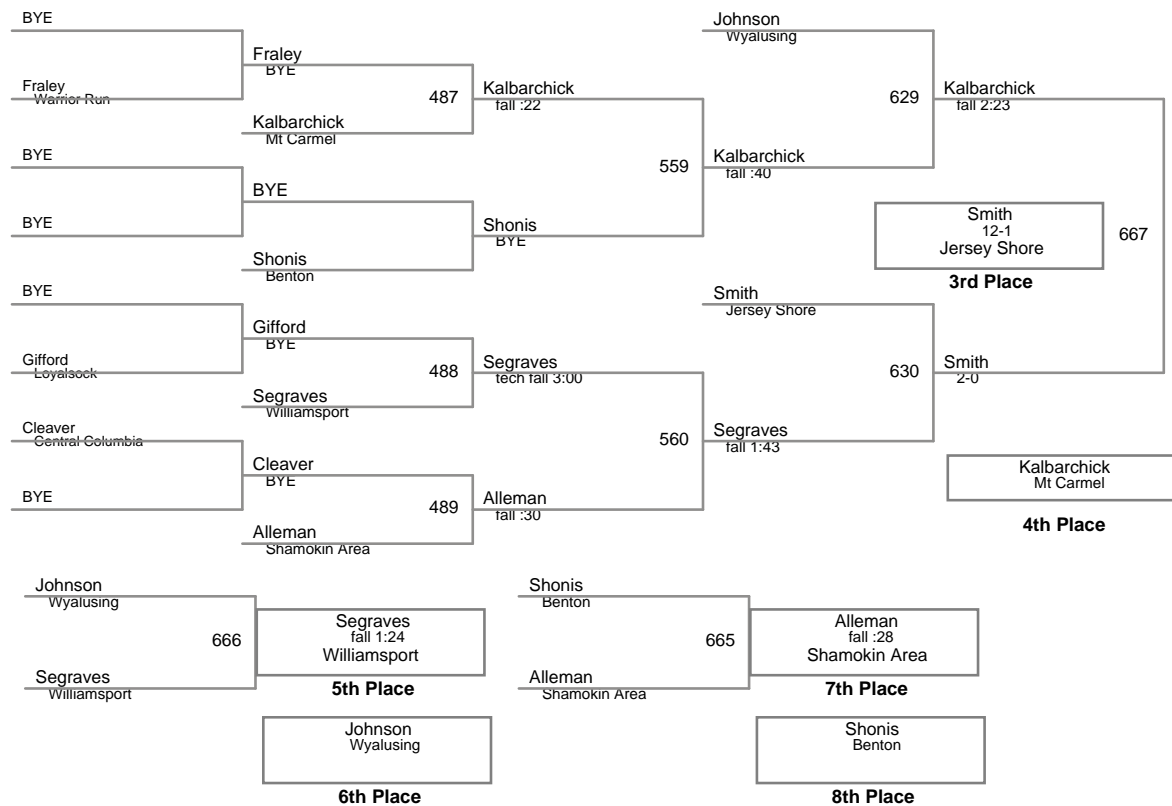 BYE
Johnson
Wyalusing
Fraley
BYE
Fraley
Warrior Run
487
Kalbarchick
fall :22
629
Kalbarchick
fall 2:23
Kalbarchick
Mt Carmel
BYE
559
Kalbarchick
fall :40
BYE
BYE
Shonis
BYE
Smith
12-1
Jersey Shore
667
Shonis
Benton
3rd Place
BYE
Smith
Jersey Shore
Gifford
BYE
Gifford
Loyalsock
488
Segraves
tech fall 3:00
630
Smith
2-0
Segraves
Williamsport
Cleaver
Central Columbia
560
Segraves
fall 1:43
Cleaver
BYE
Kalbarchick
Mt Carmel
BYE
489
Alleman
fall :30
4th Place
Alleman
Shamokin Area
Johnson
Wyalusing
Shonis
Benton
666
Segraves
fall 1:24
Williamsport
665
Alleman
fall :28
Shamokin Area
Segraves
Williamsport
5th Place
Alleman
Shamokin Area
7th Place
Johnson
Wyalusing
Shonis
Benton
6th Place
8th Place